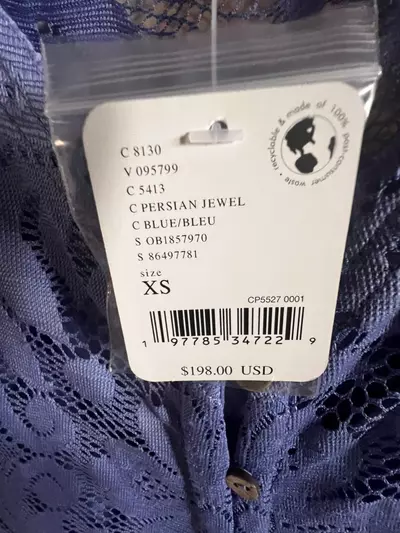 recyclable & made of 100% post-consumer waste •
C 8130
V 095799
C 5413
C PERSIAN JEWEL
C BLUE/BLEU
S OB1857970
S 86497781
size
XS
CP5527 0001
1 97785 34722 9
$198.00 USD